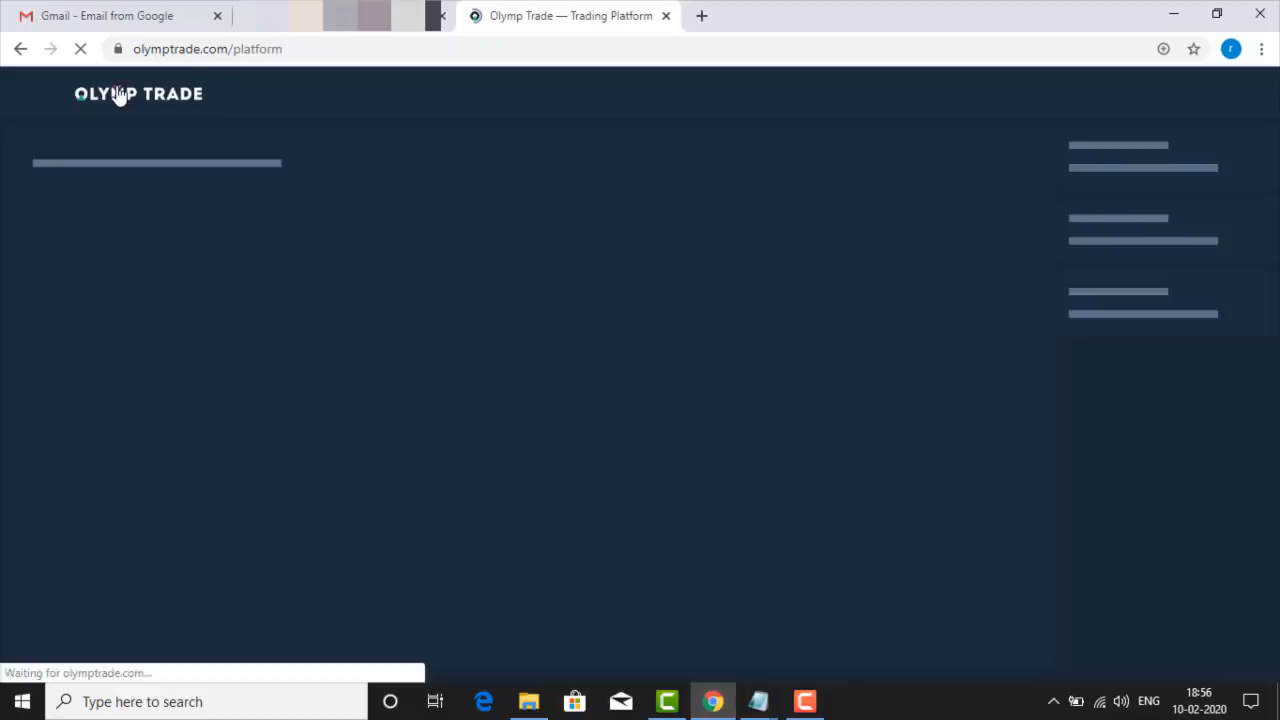 Gmail - Email from Google
Olymp Trade — Trading Platform
olymptrade.com/platform
r
OLYMP TRADE
Waiting for olymptrade.com...
Type here to search
ENG
18:56
10-02-2020